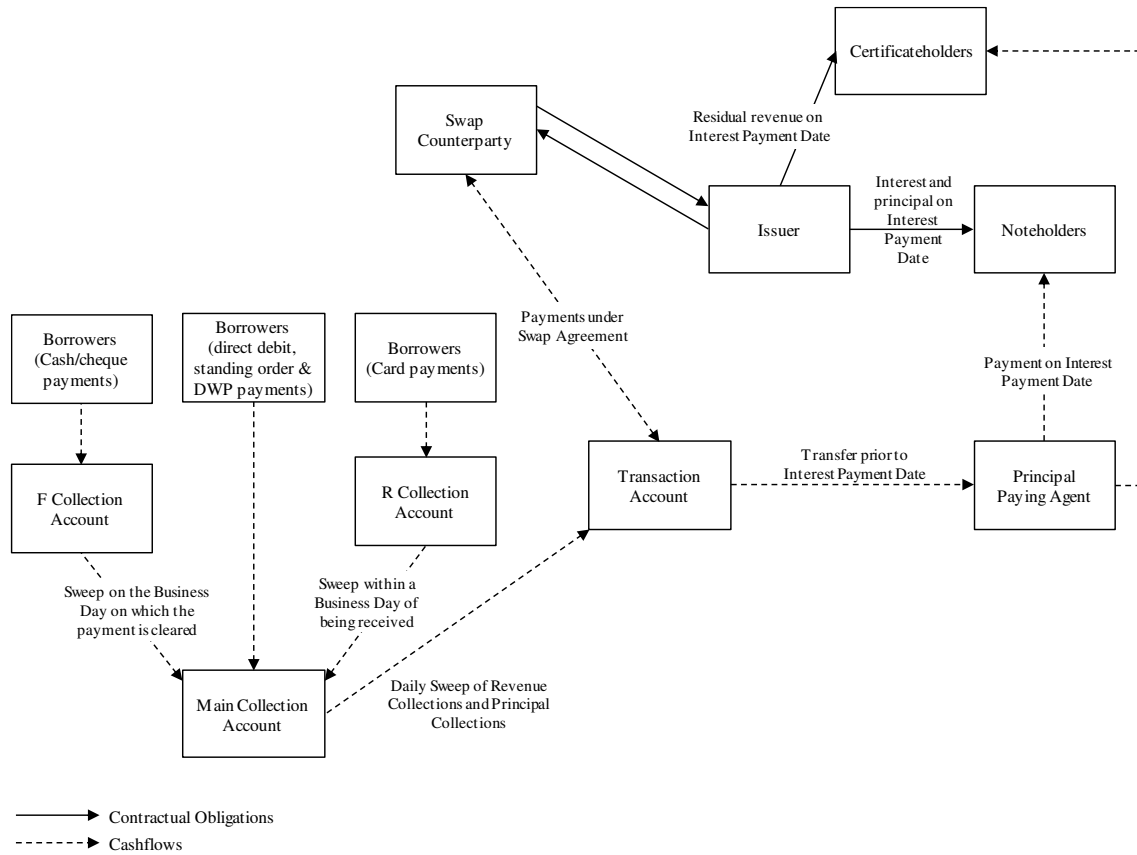 Certificateholders
Swap
Counterparty
Residual revenue on
Interest Payment Date
Issuer
Interest and
principal on
Interest
Payment
Date
Noteholders
Payments under
Swap Agreement
Borrowers
(Cash/cheque
payments)
Borrowers
(direct debit,
standing order &
DWP payments)
Borrowers
(Card payments)
Payment on Interest
Payment Date
F Collection
Account
R Collection
Account
Transaction
Account
Transfer prior to
Interest Payment Date
Principal
Paying Agent
Sweep on the Business
Day on which the
payment is cleared
Sweep within a
Business Day of
being received
Main Collection
Account
Daily Sweep of Revenue
Collections and Principal
Collections
Contractual Obligations
Cashflows